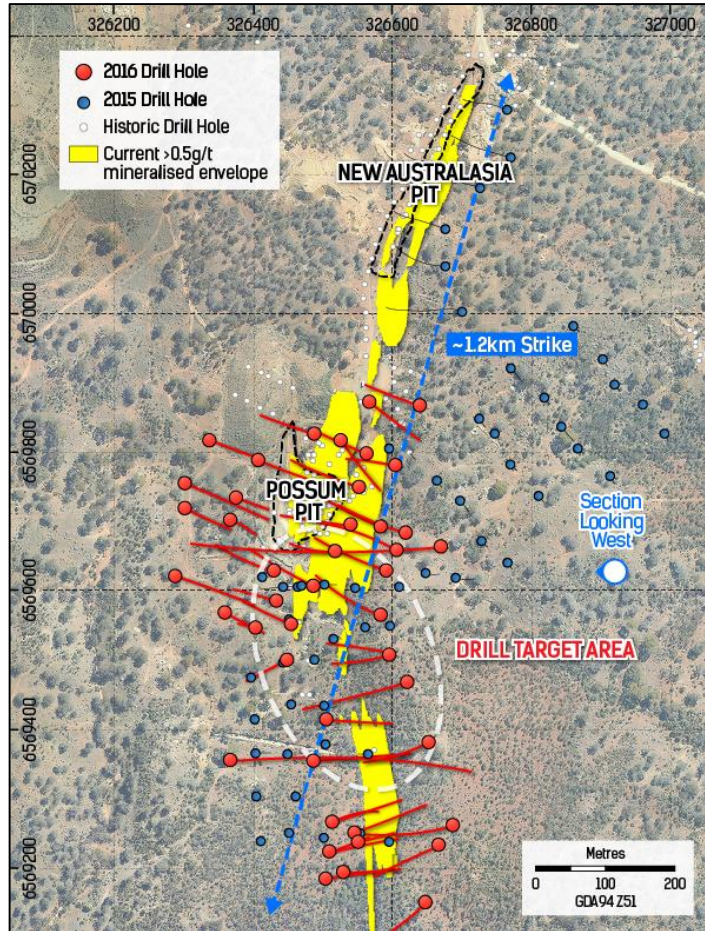 326200 326400 326600 326800 327000
2016 Drill Hole
2015 Drill Hole
Historic Drill Hole
Current >0.5g/t
mineralised envelope
6570200
NEW AUSTRALASIA
PIT
6570000
~1.2km Strike
6569800
POSSUM
PIT
Section
Looking
West
6569600
DRILL TARGET AREA
6569400
6569200
Metres
0 100 200
GDA94 Z51